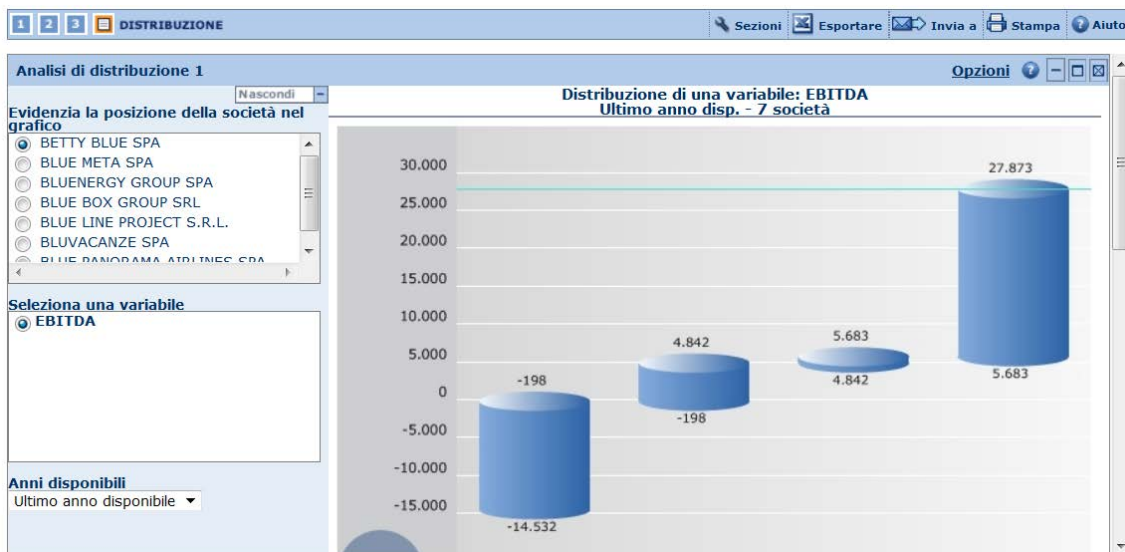 1 2 3 DISTRIBUZIONE Sezioni Esportare Invia a Stampa Aiuto
Analisi di distribuzione 1 Opzioni
Nascondi
Evidenzia la posizione della società nel
grafico
BETTY BLUE SPA
BLUE META SPA
BLUENERGY GROUP SPA
BLUE BOX GROUP SRL
BLUE LINE PROJECT S.R.L.
BLUVACANZE SPA
BLUE PANORAMA AIRLINES SPA
Seleziona una variabile
EBITDA
Anni disponibili
Ultimo anno disponibile
Distribuzione di una variabile: EBITDA
Ultimo anno disp. - 7 società
30.000
25.000
20.000
15.000
10.000
5.000
0
-5.000
-10.000
-15.000
-198
-14.532
4.842
-198
5.683
4.842
27.873
5.683